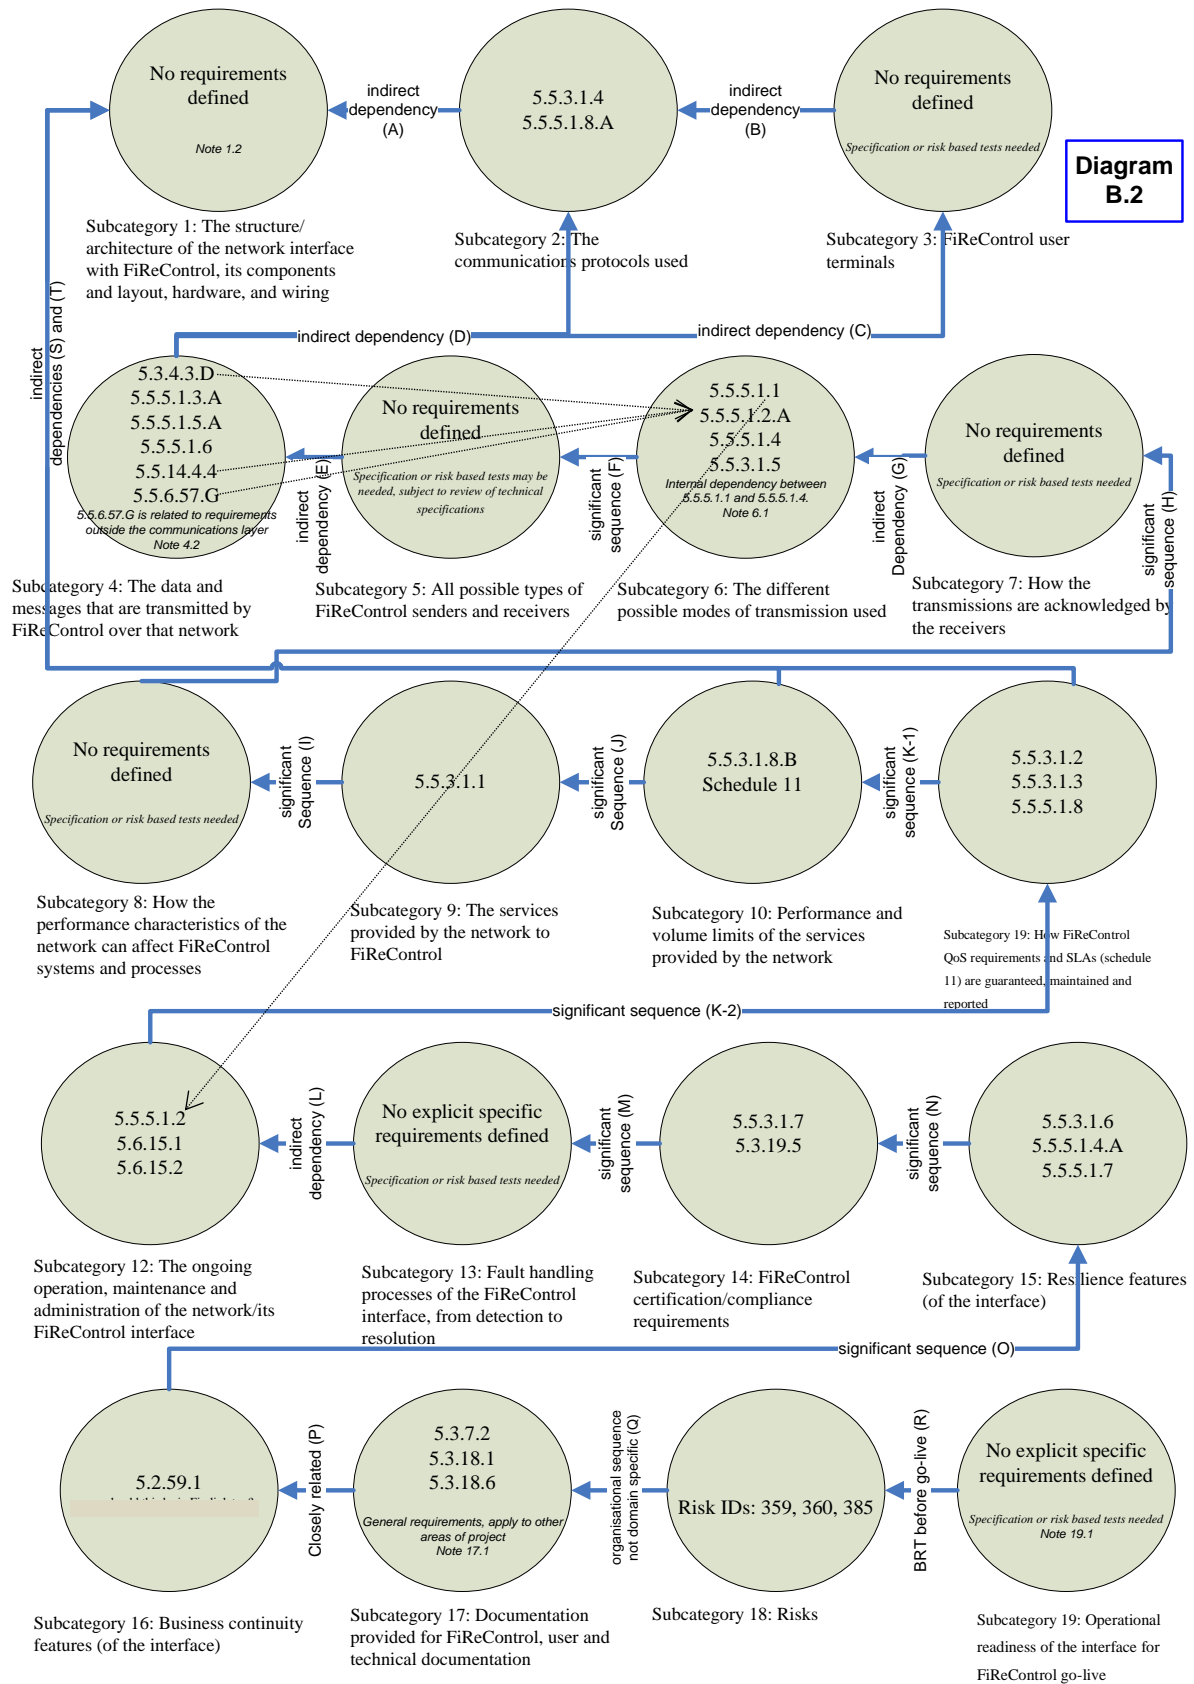 No requirements
defined
Note 1.2
indirect
dependency
(A)
5.5.3.1.4
5.5.5.1.8.A
indirect
dependency
(B)
No requirements
defined
Specification or risk based tests needed
Diagram
B.2
Subcategory 1: The structure/
architecture of the network interface
with FiReControl, its components
and layout, hardware, and wiring
Subcategory 2: The
communications protocols used
Subcategory 3: FiReControl user
terminals
indirect
dependencies (S) and (T)
indirect dependency (D)
indirect dependency (C)
5.3.4.3.D
5.5.5.1.3.A
5.5.5.1.5.A
5.5.5.1.6
5.5.14.4.4
5.5.6.57.G
5.5.6.57.G is related to requirements
outside the communications layer
Note 4.2
indirect
dependency (E)
No requirements
defined
Specification or risk based tests may be
needed, subject to review of technical
specifications
significant
sequence (F)
5.5.5.1.1
5.5.5.1.2.A
5.5.5.1.4
5.5.3.1.5
Internal dependency between
5.5.5.1.1 and 5.5.5.1.4.
Note 6.1
indirect
Dependency (G)
No requirements
defined
Specification or risk based tests needed
significant
sequence (H)
Subcategory 4: The data and
messages that are transmitted by
FiReControl over that network
Subcategory 5: All possible types of
FiReControl senders and receivers
Subcategory 6: The different
possible modes of transmission used
Subcategory 7: How the
transmissions are acknowledged by
the receivers
No requirements
defined
Specification or risk based tests needed
significant
Sequence (I)
5.5.3.1.1
significant
Sequence (J)
5.5.3.1.8.B
Schedule 11
significant
sequence (K-1)
5.5.3.1.2
5.5.3.1.3
5.5.5.1.8
Subcategory 8: How the
performance characteristics of the
network can affect FiReControl
systems and processes
Subcategory 9: The services
provided by the network to
FiReControl
Subcategory 10: Performance and
volume limits of the services
provided by the network
Subcategory 19: How FiReControl
QoS requirements and SLAs (schedule
11) are guaranteed, maintained and
reported
significant sequence (K-2)
5.5.5.1.2
5.6.15.1
5.6.15.2
indirect
dependency (L)
No explicit specific
requirements defined
Specification or risk based tests needed
significant
sequence (M)
5.5.3.1.7
5.3.19.5
significant
sequence (N)
5.5.3.1.6
5.5.5.1.4.A
5.5.5.1.7
Subcategory 12: The ongoing
operation, maintenance and
administration of the network/its
FiReControl interface
Subcategory 13: Fault handling
processes of the FiReControl
interface, from detection to
resolution
Subcategory 14: FiReControl
certification/compliance
requirements
Subcategory 15: Resilience features
(of the interface)
significant sequence (O)
5.2.59.1
Closely related (P)
5.3.7.2
5.3.18.1
5.3.18.6
General requirements, apply to other
areas of project
Note 17.1
organisational sequence
not domain specific (Q)
Risk IDs: 359, 360, 385
BRT before go-live (R)
No explicit specific
requirements defined
Specification or risk based tests needed
Note 19.1
Subcategory 16: Business continuity
features (of the interface)
Subcategory 17: Documentation
provided for FiReControl, user and
technical documentation
Subcategory 18: Risks
Subcategory 19: Operational
readiness of the interface for
FiReControl go-live